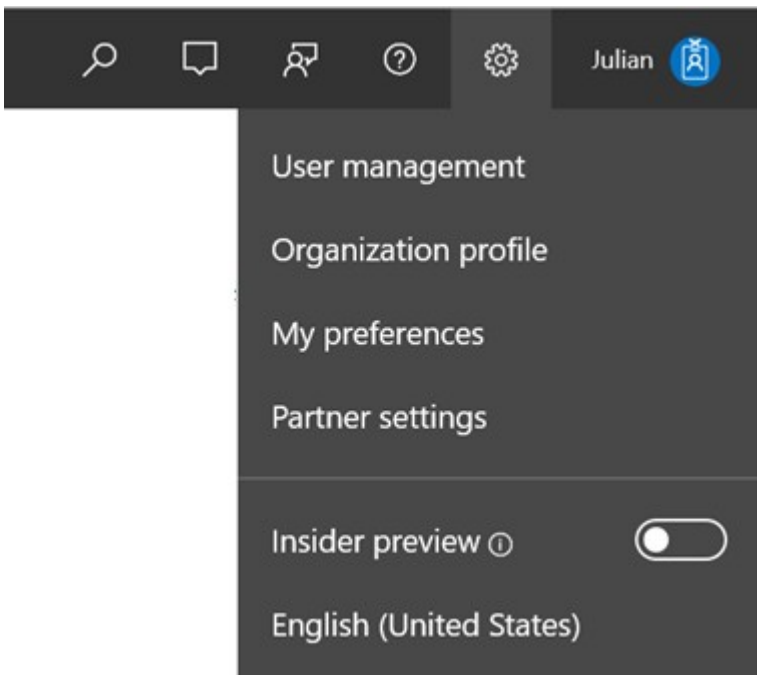 Julian
User management
Organization profile
My preferences
Partner settings
Insider preview
English (United States)